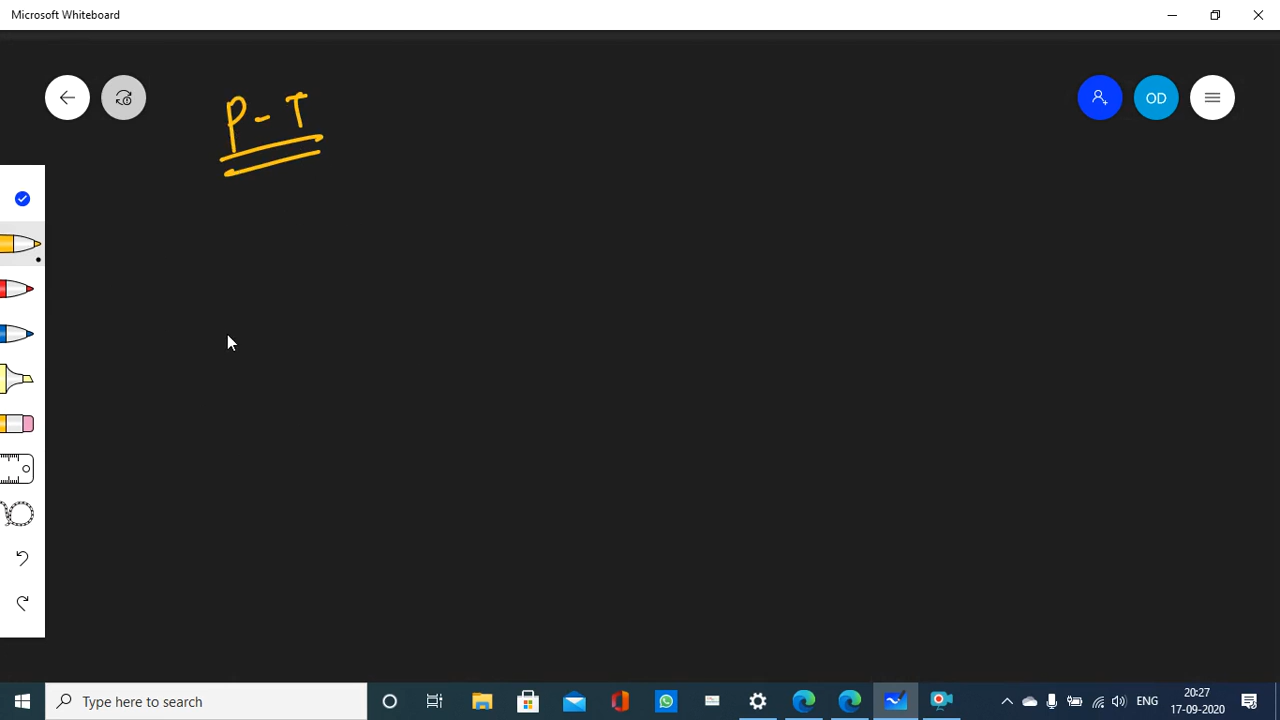 Microsoft Whiteboard
P - T
OD
Type here to search
ENG
20:27
17-09-2020